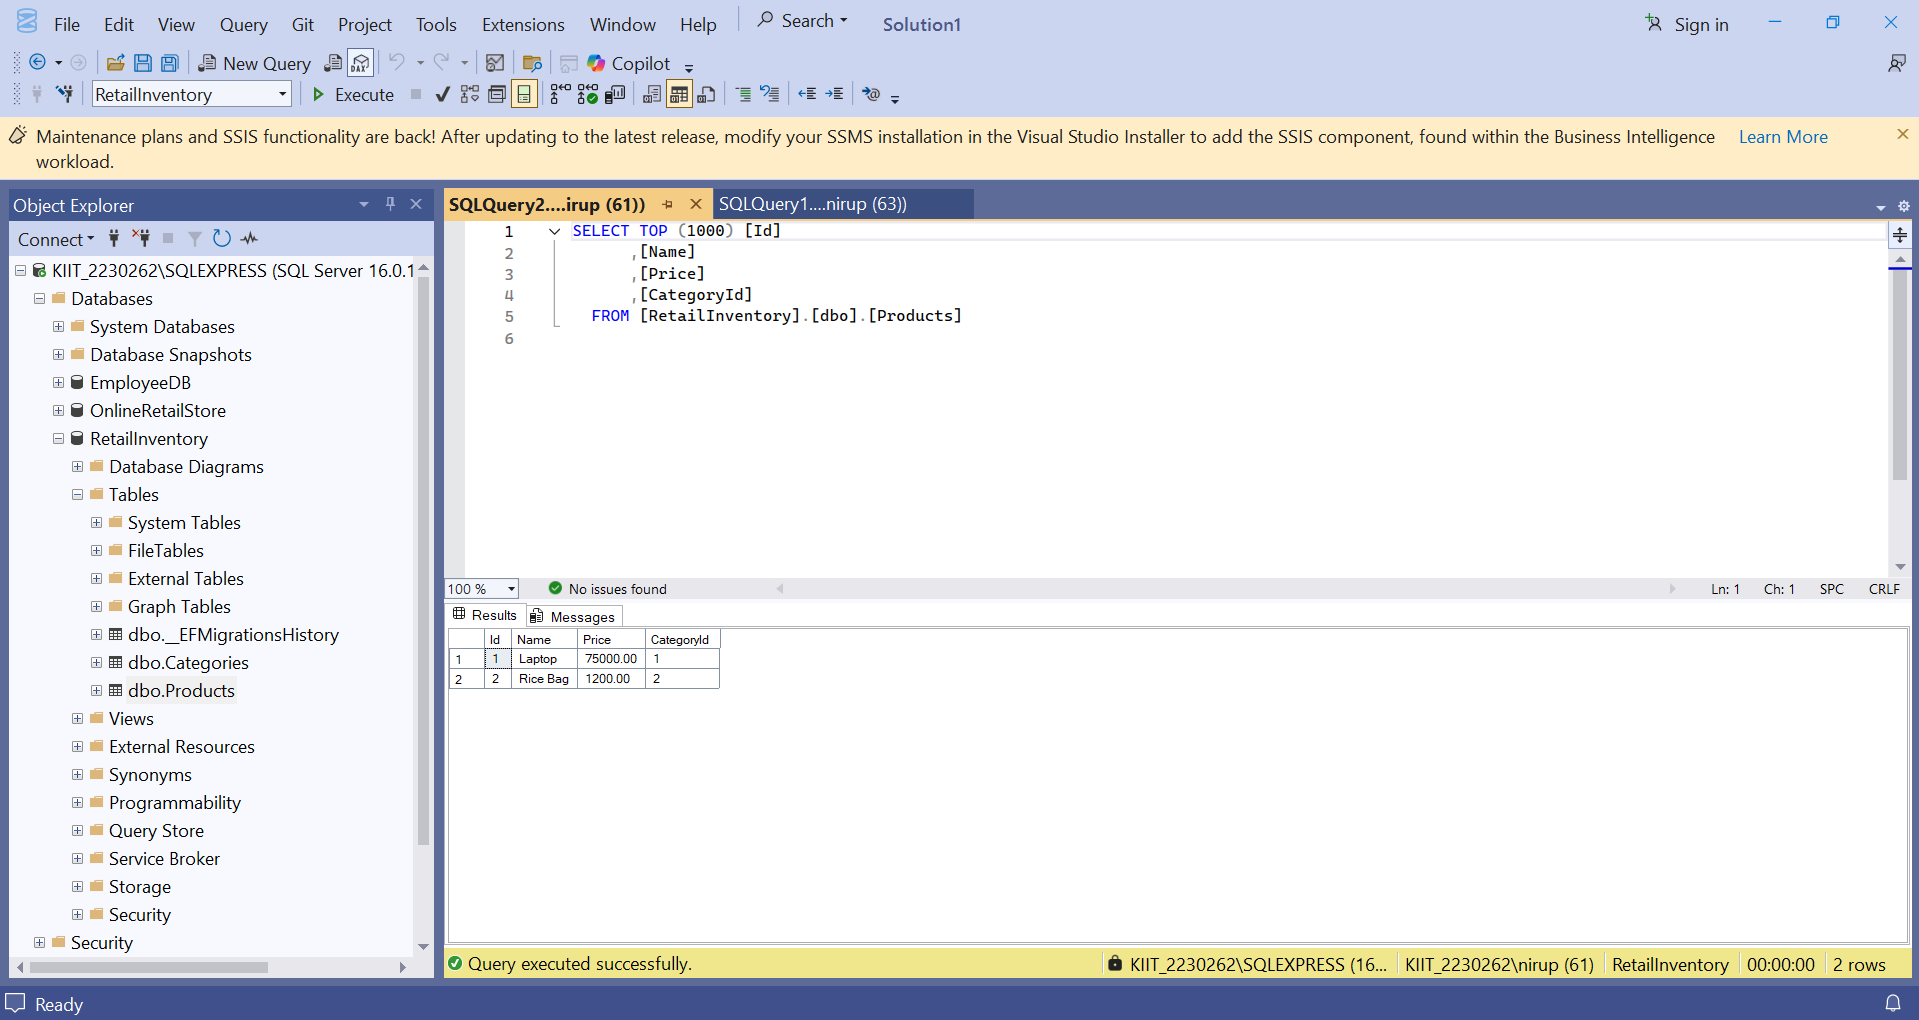 File Edit View Query Git Project Tools Extensions Window Help Search Solution1 Sign in
New Query DAX Copilot
RetailInventory Execute
Maintenance plans and SSIS functionality are back! After updating to the latest release, modify your SSMS installation in the Visual Studio Installer to add the SSIS component, found within the Business Intelligence Learn More
workload.
Object Explorer
Connect
KIIT_2230262\SQLEXPRESS (SQL Server 16.0.1
Databases
System Databases
Database Snapshots
EmployeeDB
OnlineRetailStore
RetailInventory
Database Diagrams
Tables
System Tables
FileTables
External Tables
Graph Tables
dbo.__EFMigrationsHistory
dbo.Categories
dbo.Products
Views
External Resources
Synonyms
Programmability
Query Store
Service Broker
Storage
Security
Security
SQLQuery2....irup (61)) SQLQuery1....nirup (63))
1 SELECT TOP (1000) [Id]
2 ,[Name]
3 ,[Price]
4 ,[CategoryId]
5 FROM [RetailInventory].[dbo].[Products]
6
100 % No issues found Ln: 1 Ch: 1 SPC CRLF
Results Messages
Id Name Price CategoryId
1 1 Laptop 75000.00 1
2 2 Rice Bag 1200.00 2
Query executed successfully. KIIT_2230262\SQLEXPRESS (16... KIIT_2230262\nirup (61) RetailInventory 00:00:00 2 rows
Ready